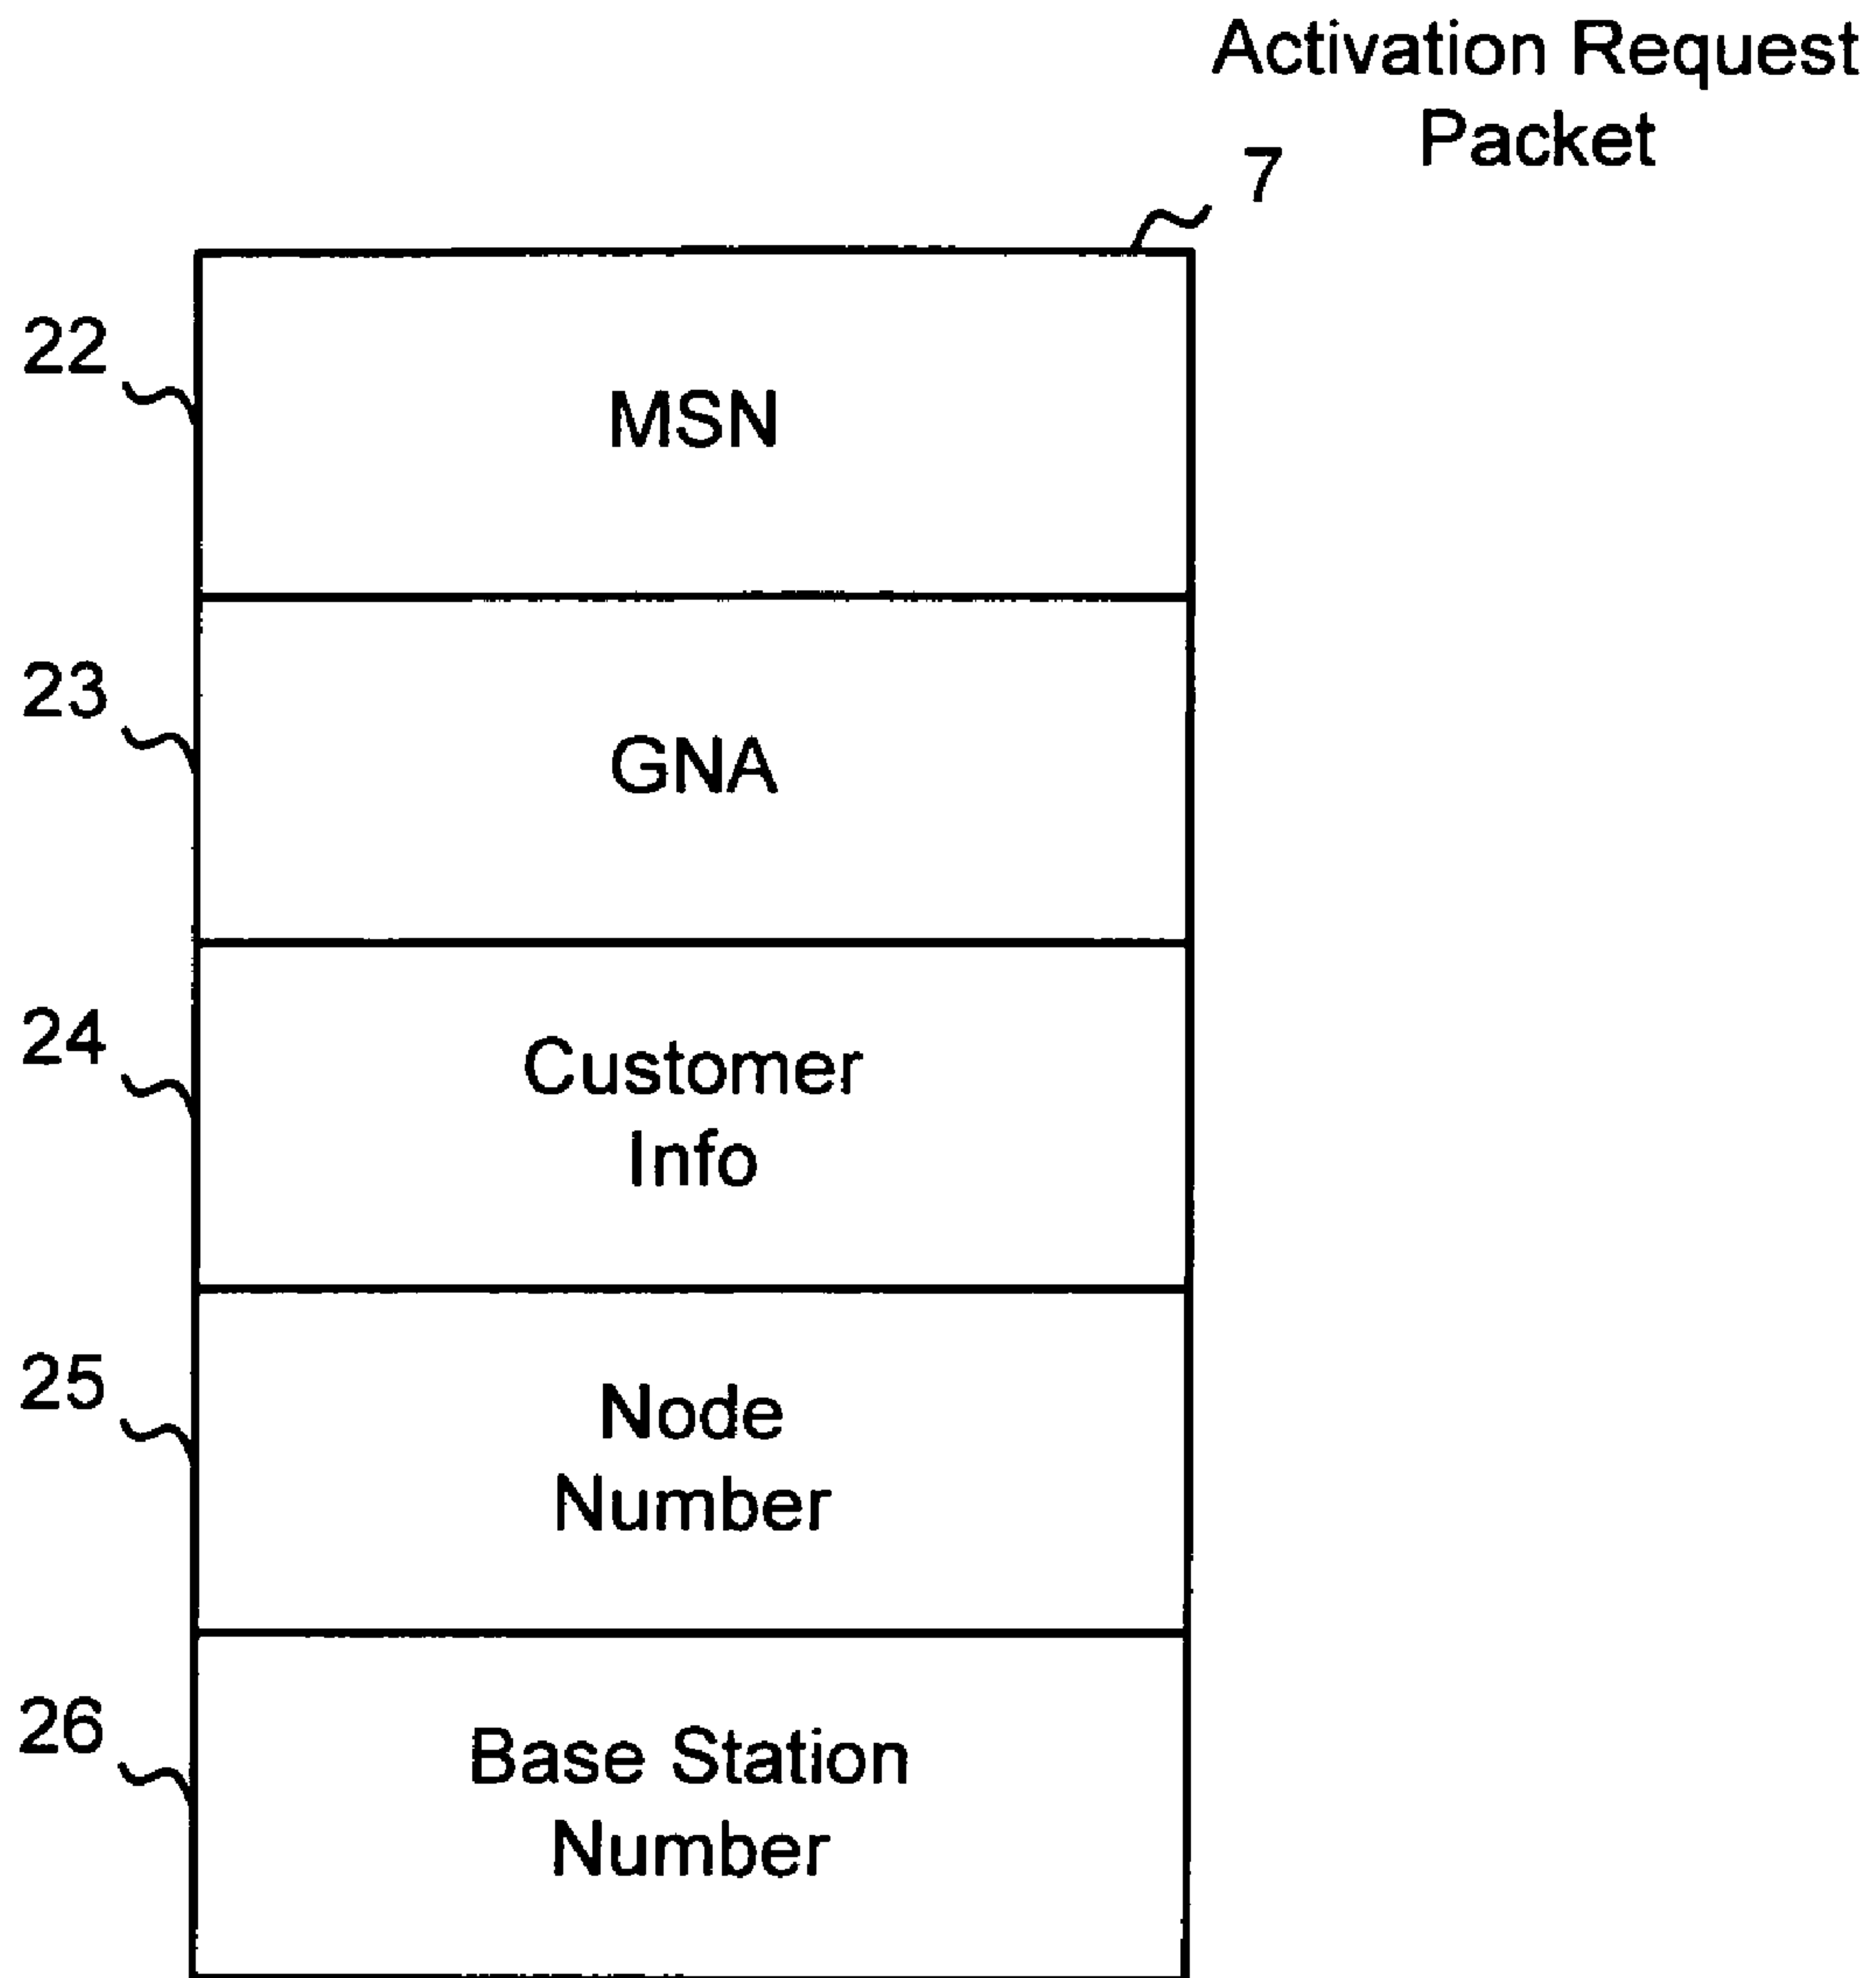 Activation Request
Packet
7
22
MSN
23
GNA
24
Customer
Info
25
Node
Number
26
Base Station
Number